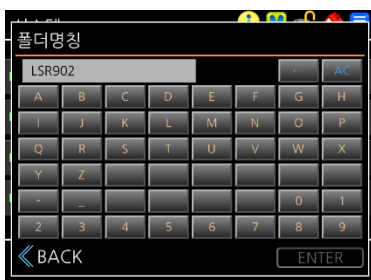 폴더명칭
LSR902
. AC
A B C D E F G H
I J K L M N O P
Q R S T U V W X
Y Z
- _ 0 1
2 3 4 5 6 7 8 9
BACK ENTER